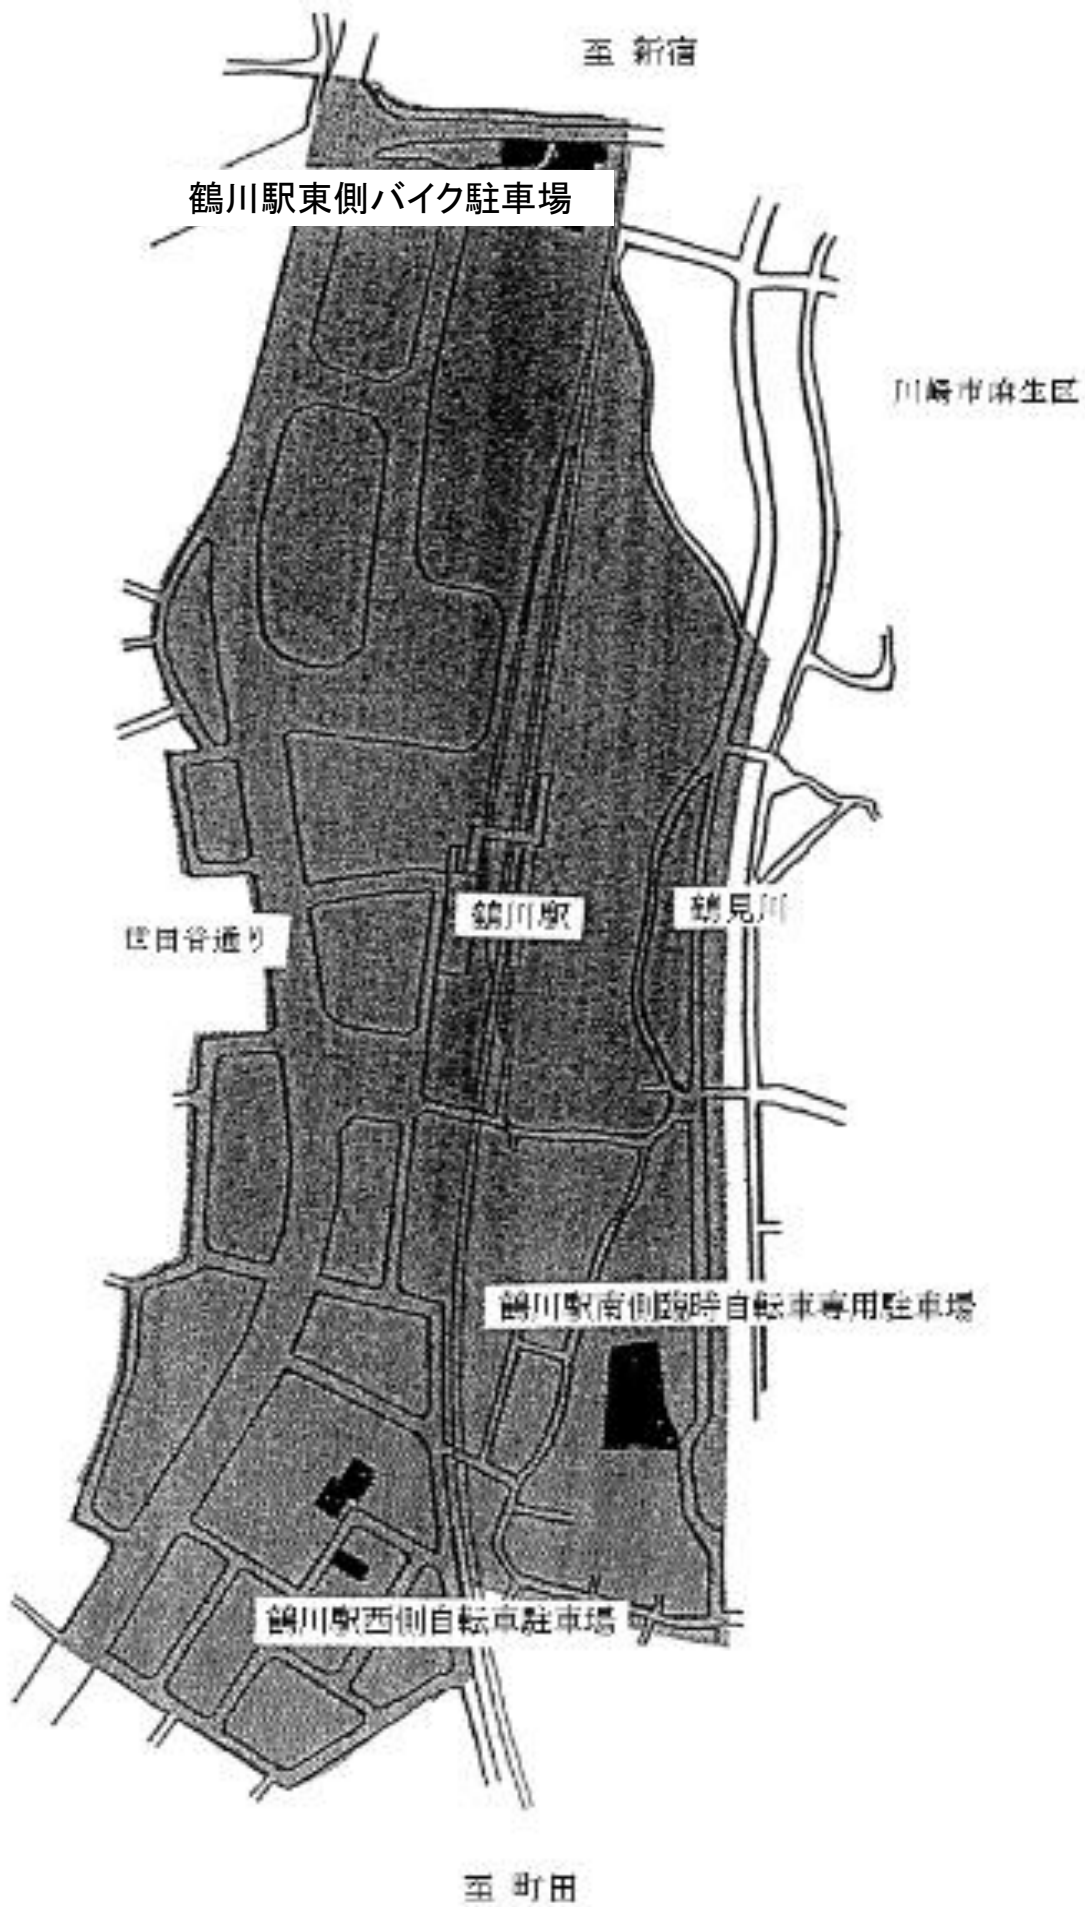 至 新宿
鶴川駅東側バイク駐車場
川崎市麻生区
鶴川駅
鶴見川
世田谷通り
鶴川駅南側臨時自転車専用駐車場
鶴川駅西側自転車駐車場
至 町田